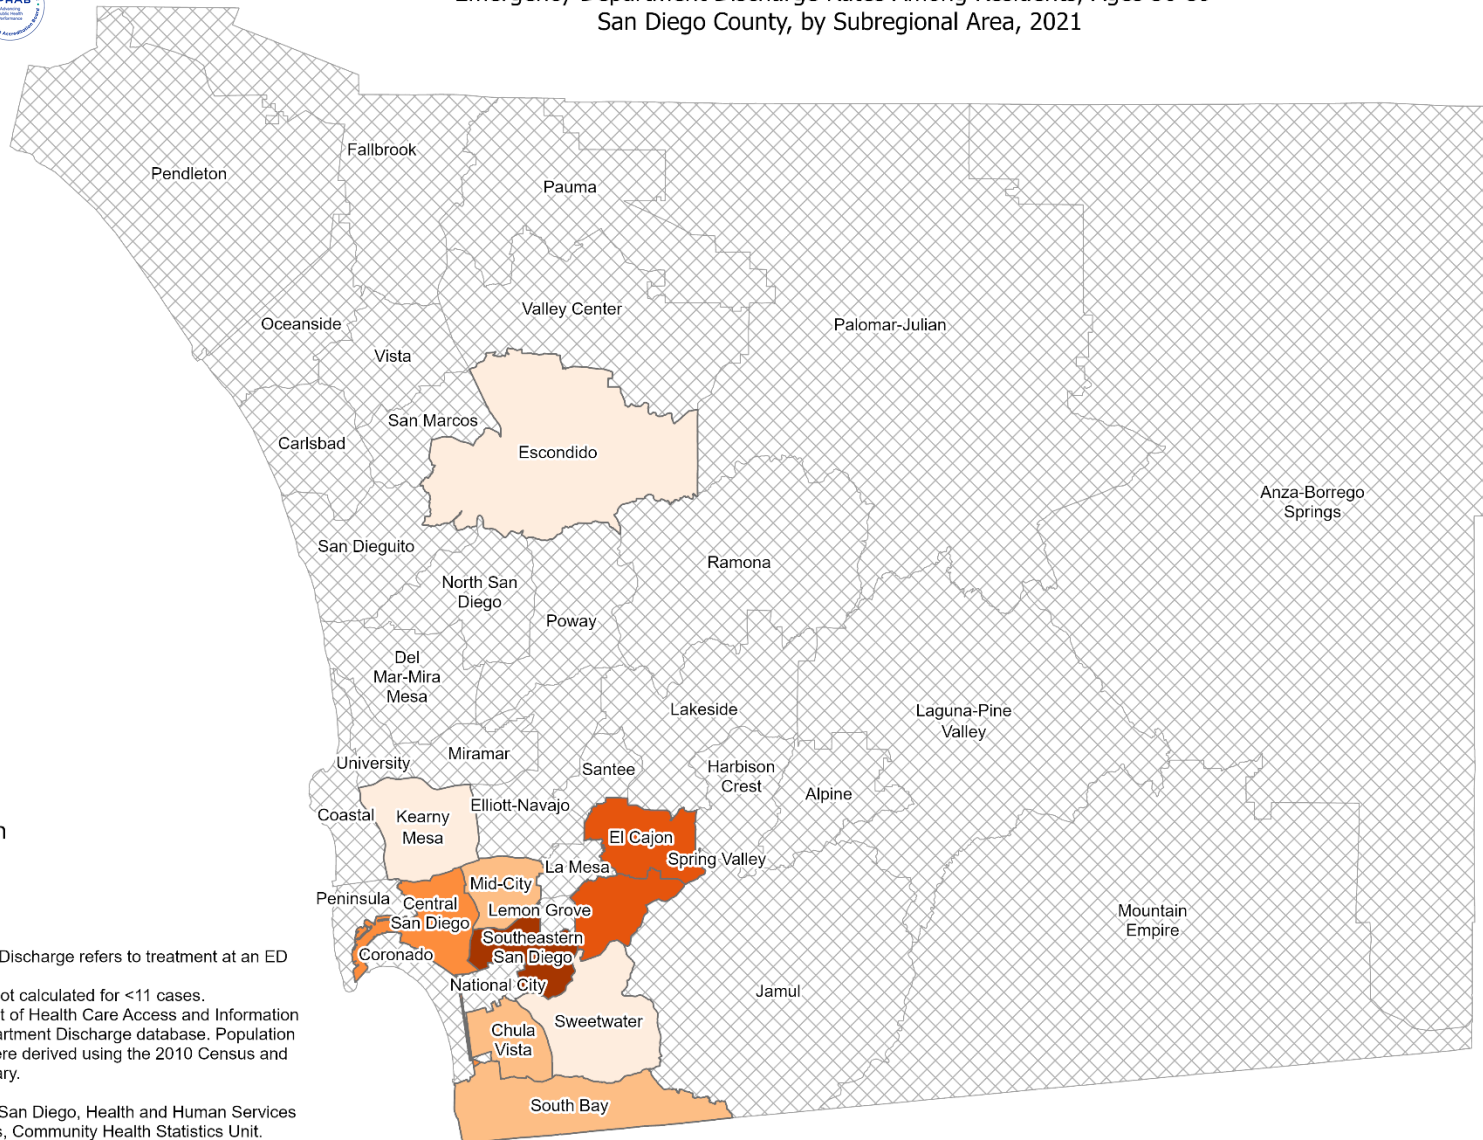 San Diego County, by Subregional Area, 2021
Fallbrook
Pendleton
Pauma
Valley Center
Oceanside
Palomar-Julian
Vista
San Marcos
Carlsbad
Escondido
Anza-Borrego
Springs
San Dieguito
Ramona
North San
Diego
Poway
Del
Mar-Mira
Mesa
Lakeside
Laguna-Pine
Valley
Miramar
University
Santee
Harbison
Crest
Alpine
Elliott-Navajo
Coastal
Kearny
Mesa
El Cajon
Spring Valley
La Mesa
Mid-City
Peninsula
Central
San Diego
Lemon Grove
Mountain
Empire
Southeastern
San Diego
Coronado
National City
Jamul
Sweetwater
Chula
Vista
South Bay
Discharge refers to treatment at an ED
ot calculated for <11 cases.
t of Health Care Access and Information
artment Discharge database. Population
ere derived using the 2010 Census and
ary.
San Diego, Health and Human Services
s, Community Health Statistics Unit.